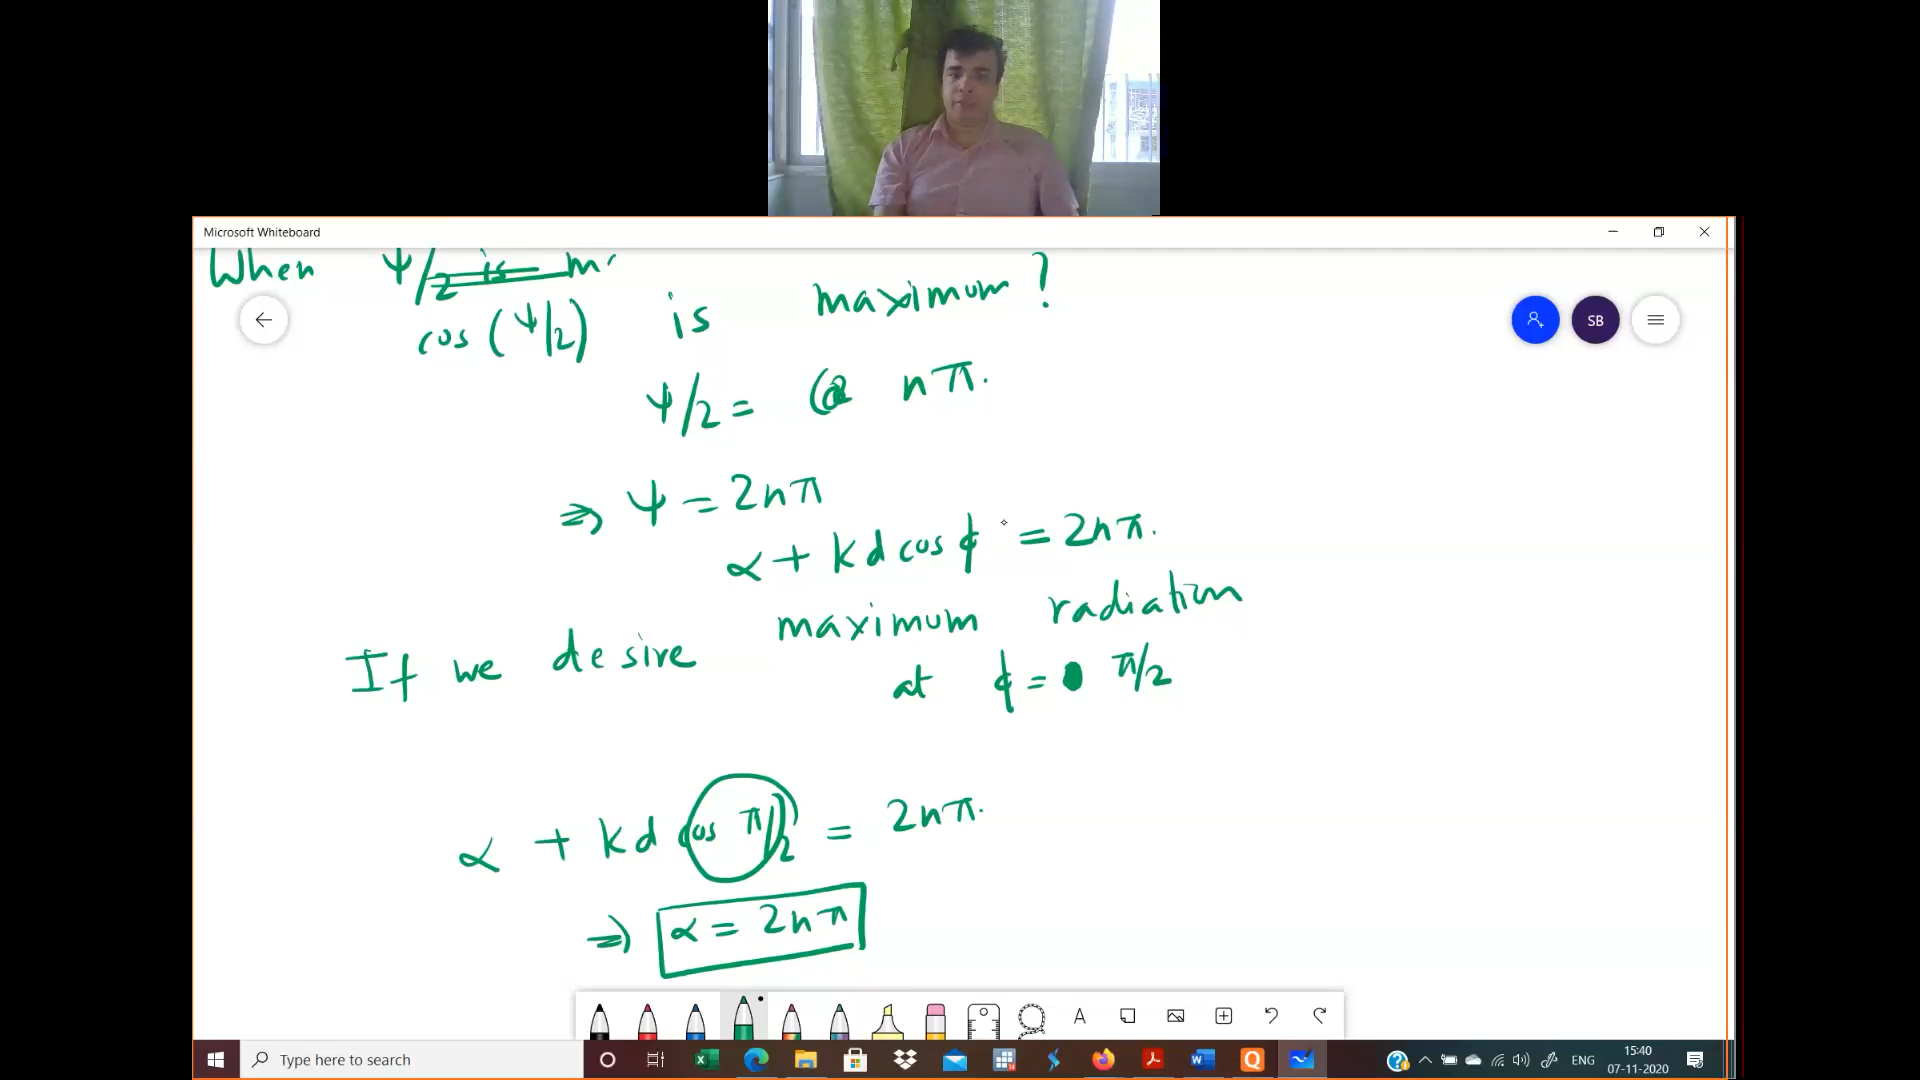 Microsoft Whiteboard
When ψ/2 is m
cos (ψ/2) is maximum?
SB
ψ/2 = nπ.
⇒ ψ = 2nπ
α + kd cos ϕ = 2nπ.
If we desire maximum radiation
at ϕ = π/2
α + kd cos π/2 = 2nπ.
⇒ α = 2nπ
A
Type here to search
ENG
15:40
07-11-2020